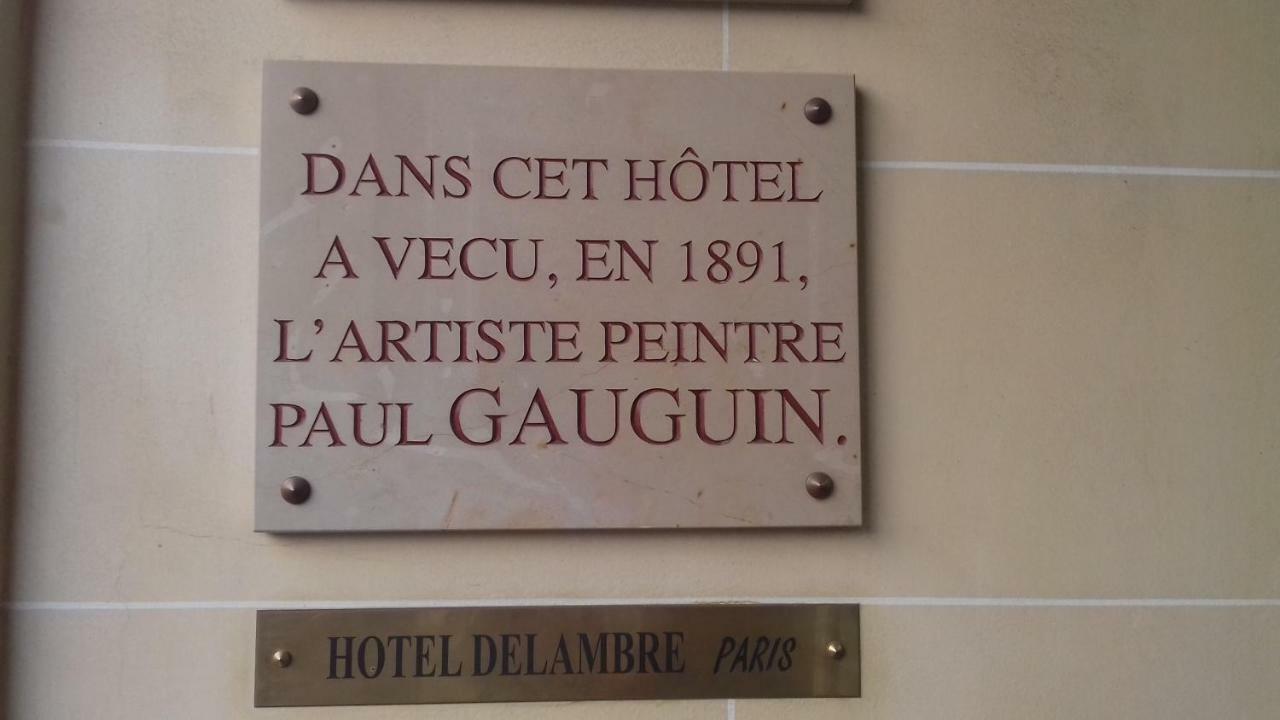 DANS CET HÔTEL
A VECU, EN 1891,
L'ARTISTE PEINTRE
PAUL GAUGUIN.
HOTEL DELAMBRE PARIS